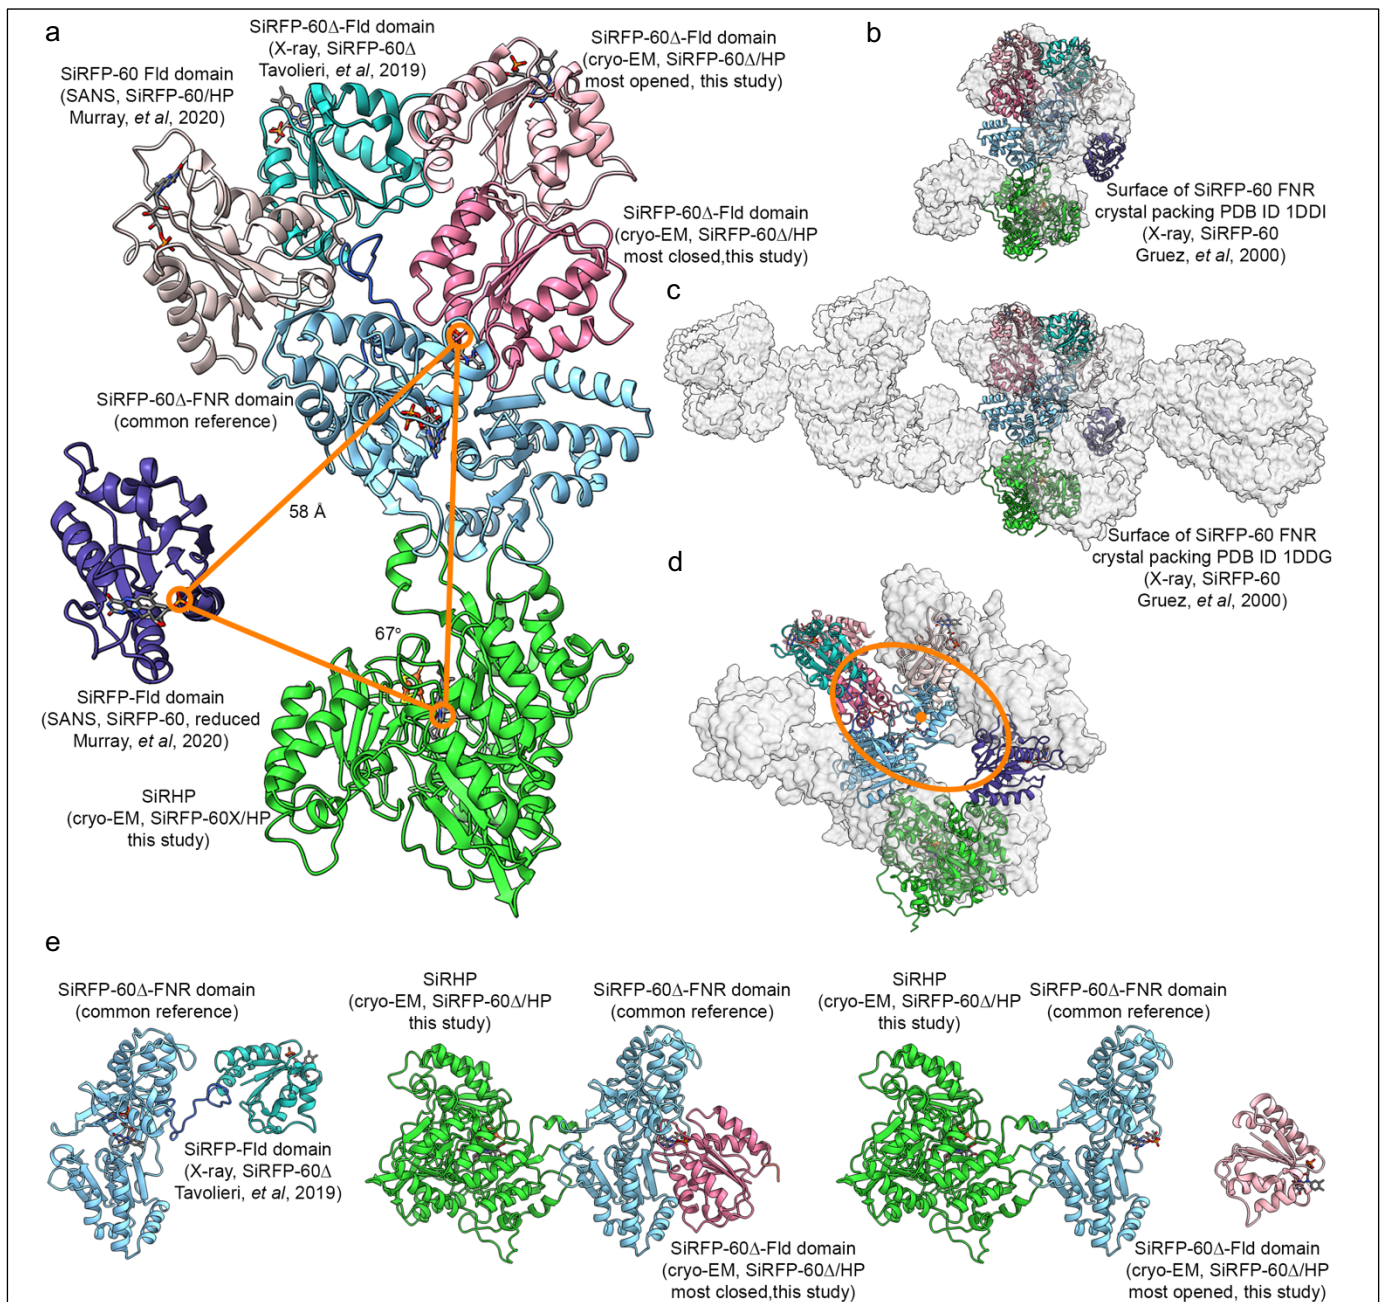 a
SiRFP-60Δ-Fld domain
(X-ray, SiRFP-60Δ
Tavolieri, et al, 2019)
SiRFP-60Δ-Fld domain
(cryo-EM, SiRFP-60Δ/HP
most opened, this study)
SiRFP-60 Fld domain
(SANS, SiRFP-60/HP
Murray, et al, 2020)
SiRFP-60Δ-Fld domain
(cryo-EM, SiRFP-60Δ/HP
most closed,this study)
SiRFP-60Δ-FNR domain
(common reference)
58 Å
67°
SiRFP-Fld domain
(SANS, SiRFP-60, reduced
Murray, et al, 2020)
SiRHP
(cryo-EM, SiRFP-60X/HP
this study)
b
Surface of SiRFP-60 FNR
crystal packing PDB ID 1DDI
(X-ray, SiRFP-60
Gruez, et al, 2000)
c
Surface of SiRFP-60 FNR
crystal packing PDB ID 1DDG
(X-ray, SiRFP-60
Gruez, et al, 2000)
d
e
SiRFP-60Δ-FNR domain
(common reference)
SiRFP-Fld domain
(X-ray, SiRFP-60Δ
Tavolieri, et al, 2019)
SiRHP
(cryo-EM, SiRFP-60Δ/HP
this study)
SiRFP-60Δ-FNR domain
(common reference)
SiRFP-60Δ-Fld domain
(cryo-EM, SiRFP-60Δ/HP
most closed,this study)
SiRHP
(cryo-EM, SiRFP-60Δ/HP
this study)
SiRFP-60Δ-FNR domain
(common reference)
SiRFP-60Δ-Fld domain
(cryo-EM, SiRFP-60Δ/HP
most opened, this study)